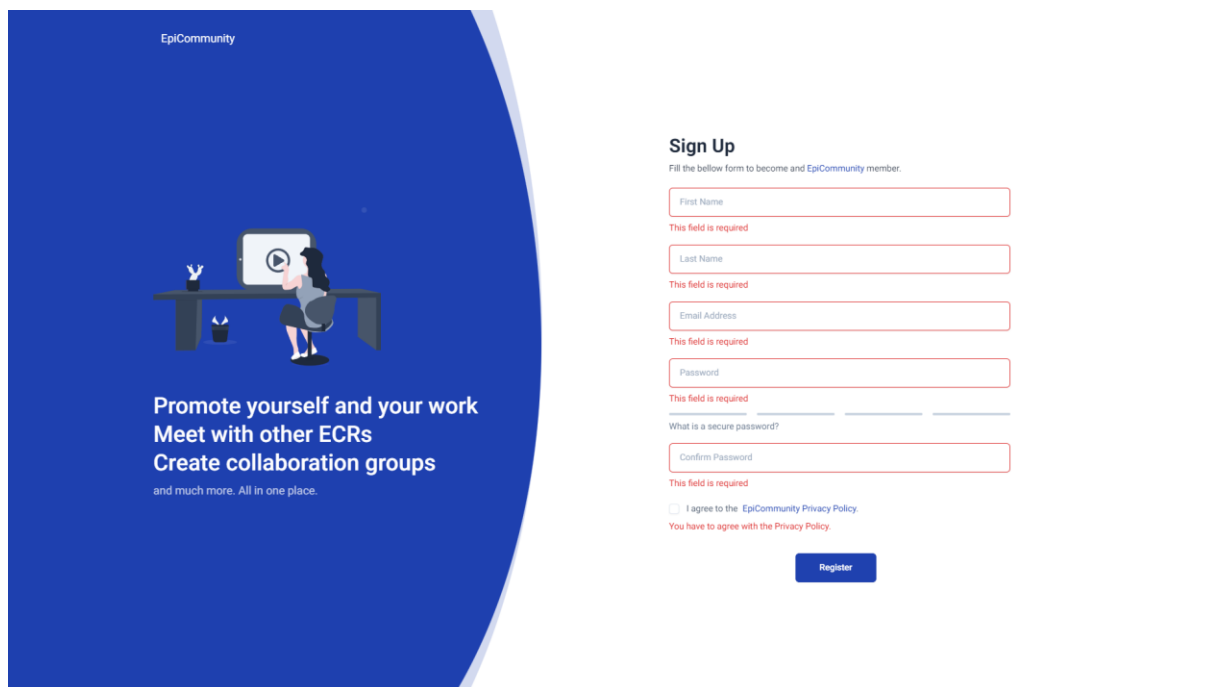 EpiCommunity
Promote yourself and your work
Meet with other ECRs
Create collaboration groups
and much more. All in one place.
Sign Up
Fill the bellow form to become and EpiCommunity member.
First Name
This field is required
Last Name
This field is required
Email Address
This field is required
Password
This field is required
What is a secure password?
Confirm Password
This field is required
I agree to the EpiCommunity Privacy Policy.
You have to agree with the Privacy Policy.
Register